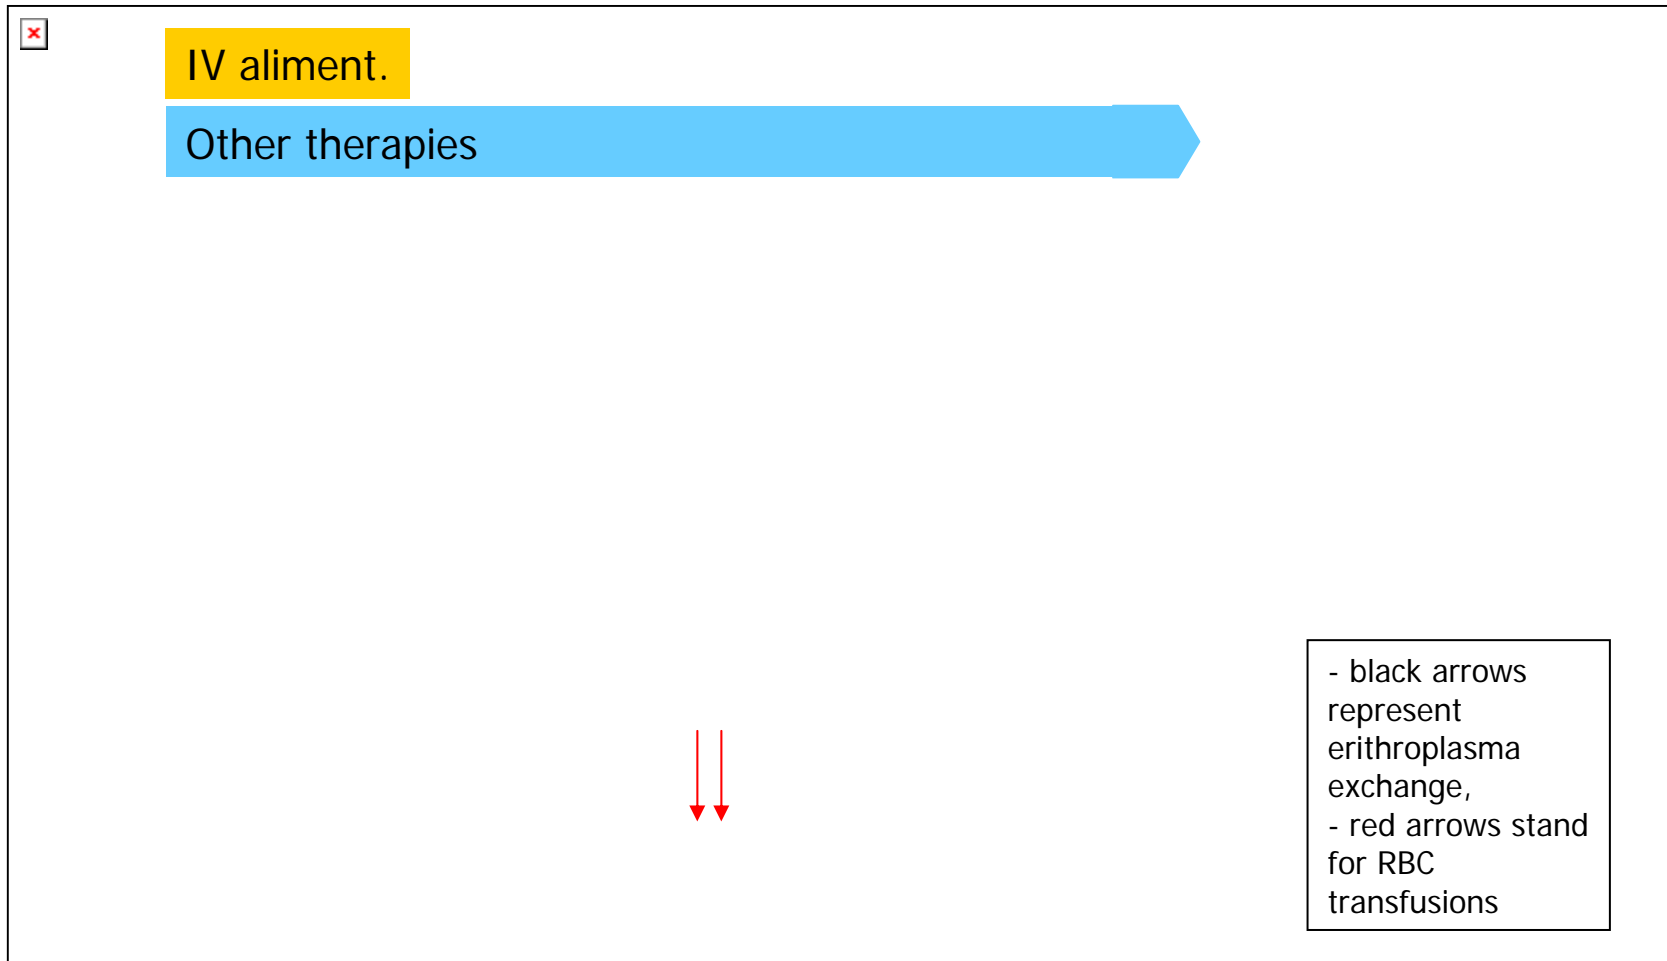 IV aliment.
Other therapies
- black arrows
represent
erithroplasma
exchange,
- red arrows stand
for RBC
transfusions